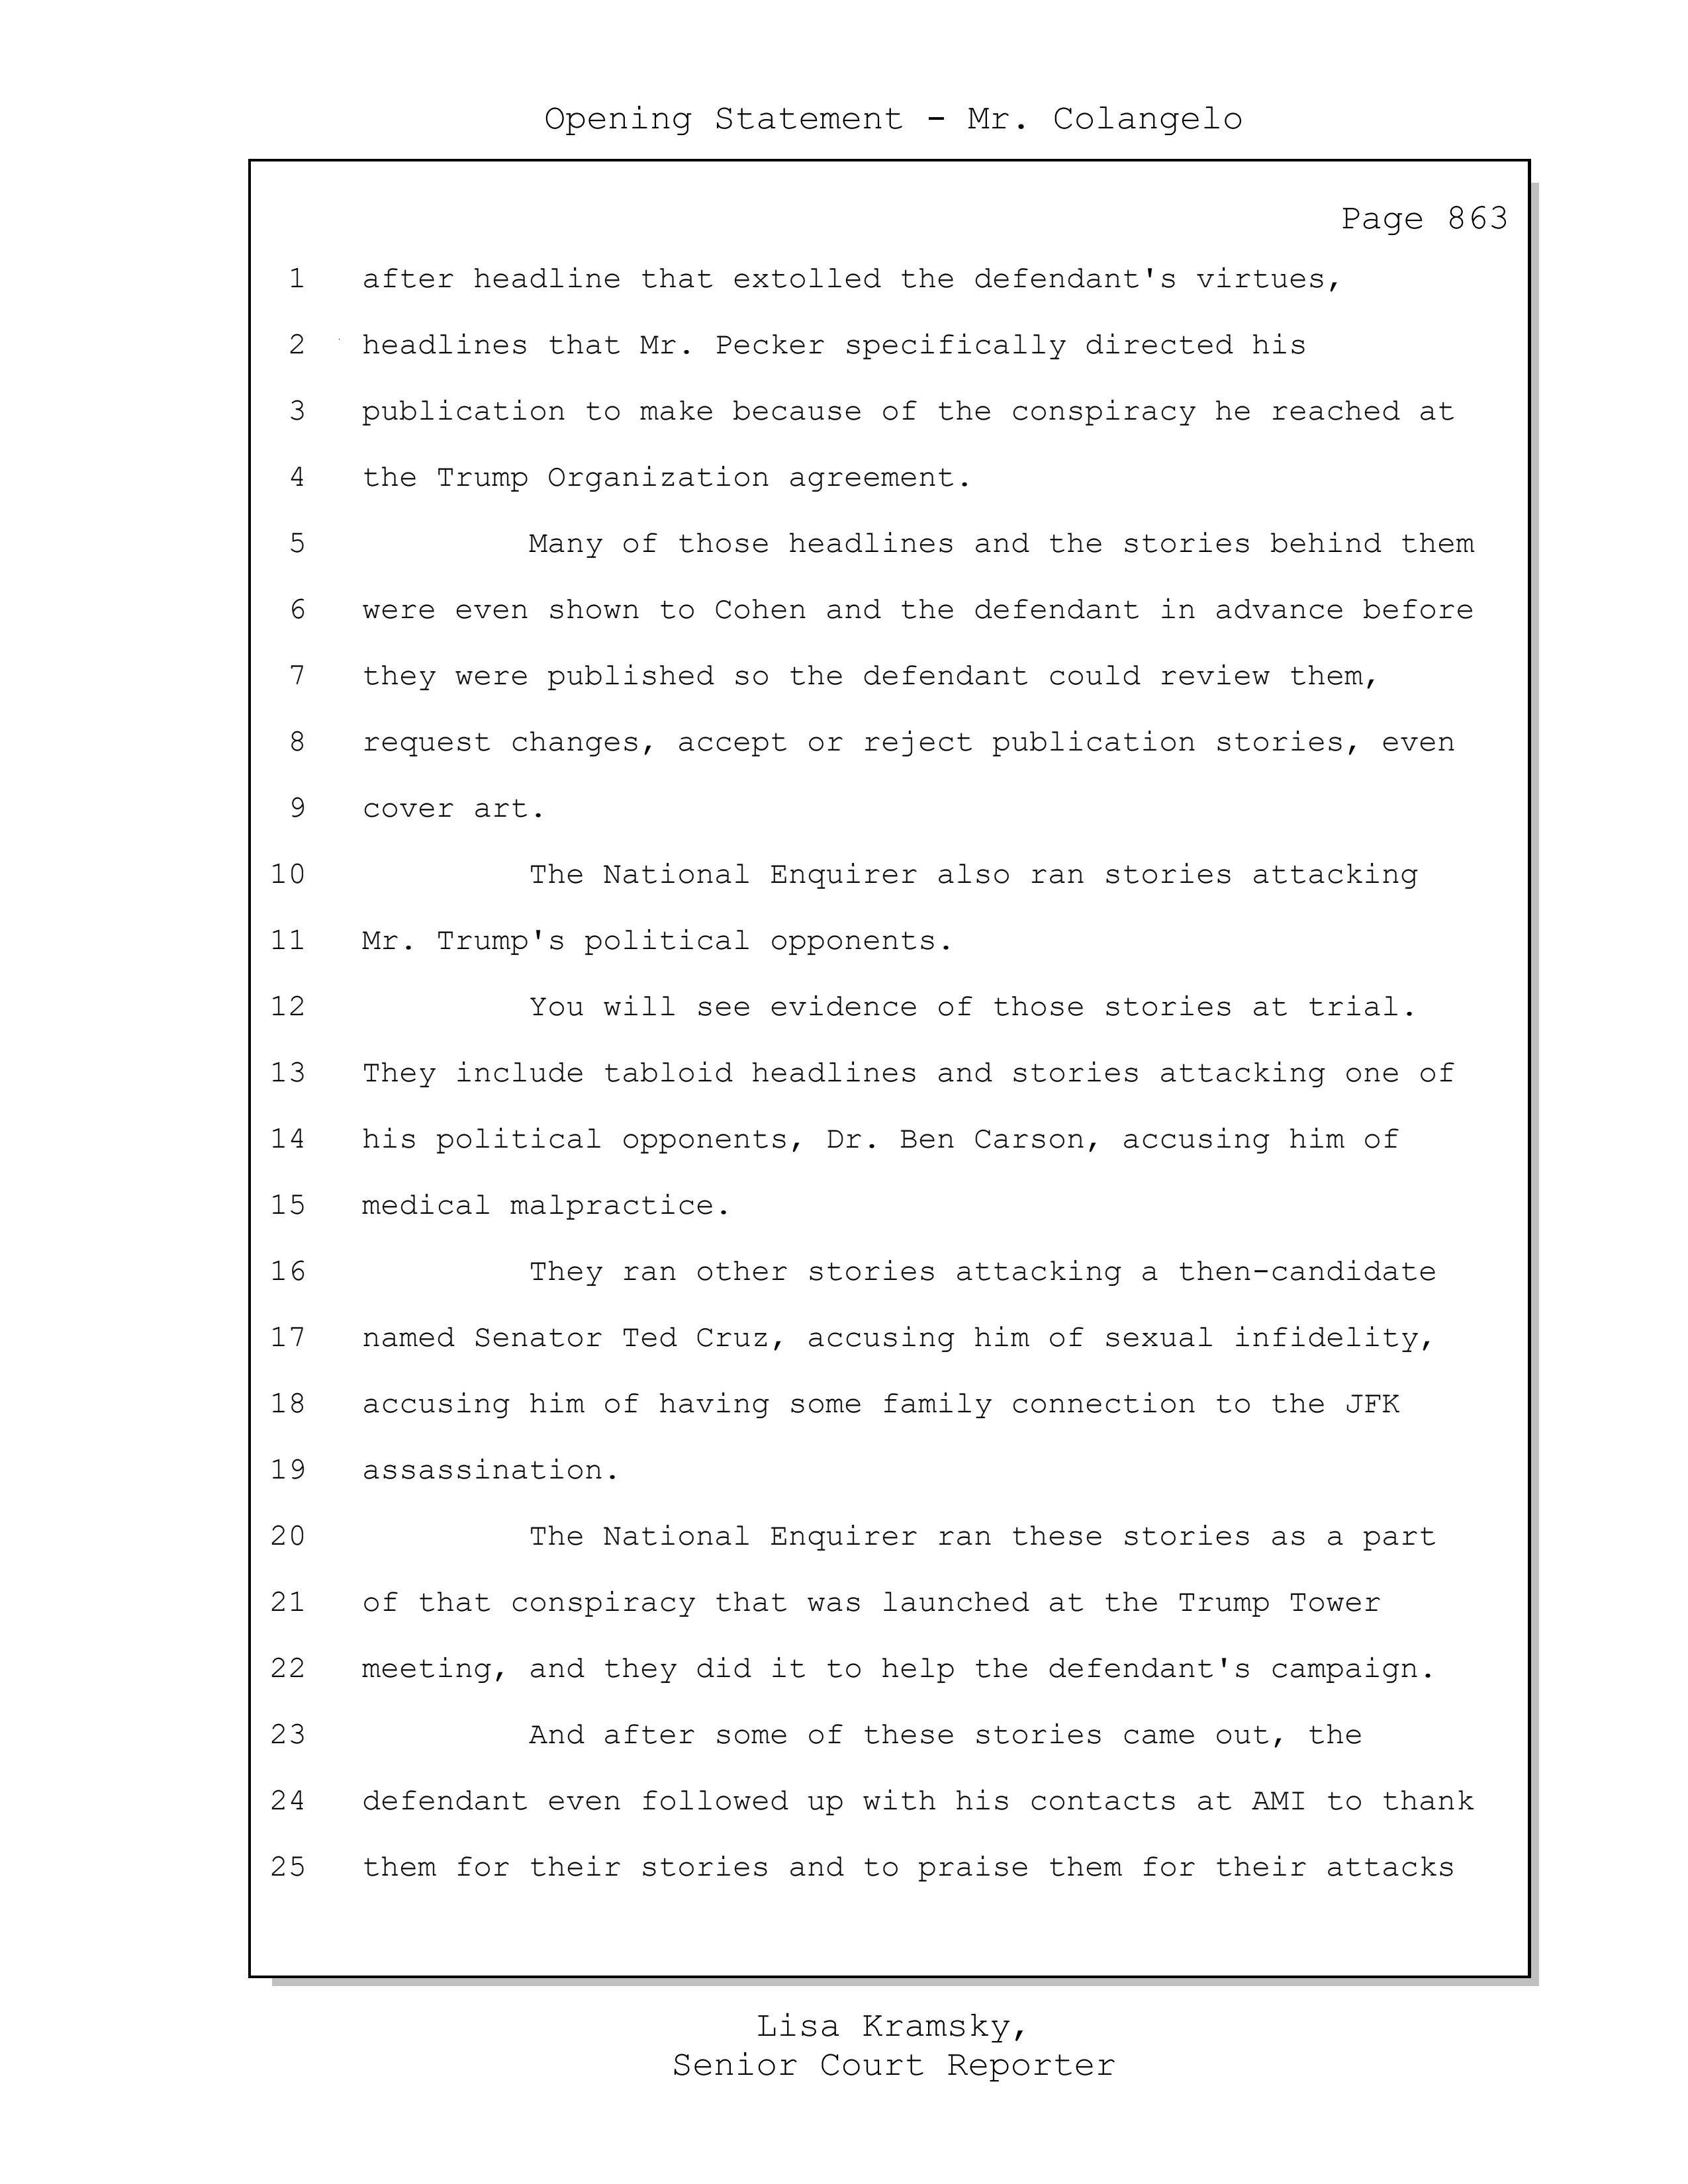 Opening Statement - Mr. Colangelo
Page 863
1 after headline that extolled the defendant's virtues,
2 headlines that Mr. Pecker specifically directed his
3 publication to make because of the conspiracy he reached at
4 the Trump Organization agreement.
5 Many of those headlines and the stories behind them
6 were even shown to Cohen and the defendant in advance before
7 they were published so the defendant could review them,
8 request changes, accept or reject publication stories, even
9 cover art.
10 The National Enquirer also ran stories attacking
11 Mr. Trump's political opponents.
12 You will see evidence of those stories at trial.
13 They include tabloid headlines and stories attacking one of
14 his political opponents, Dr. Ben Carson, accusing him of
15 medical malpractice.
16 They ran other stories attacking a then-candidate
17 named Senator Ted Cruz, accusing him of sexual infidelity,
18 accusing him of having some family connection to the JFK
19 assassination.
20 The National Enquirer ran these stories as a part
21 of that conspiracy that was launched at the Trump Tower
22 meeting, and they did it to help the defendant's campaign.
23 And after some of these stories came out, the
24 defendant even followed up with his contacts at AMI to thank
25 them for their stories and to praise them for their attacks
Lisa Kramsky,
Senior Court Reporter